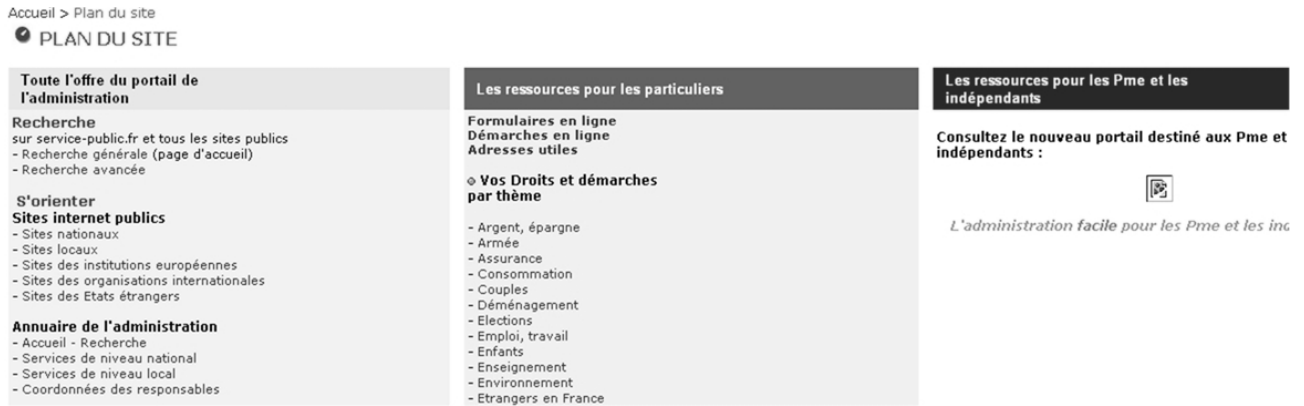 Accueil > Plan du site
PLAN DU SITE
Toute l'offre du portail de
l'administration
Recherche
sur service-public.fr et tous les sites publics
- Recherche générale (page d'accueil)
- Recherche avancée
S'orienter
Sites internet publics
- Sites nationaux
- Sites locaux
- Sites des institutions européennes
- Sites des organisations internationales
- Sites des Etats étrangers
Annuaire de l'administration
- Accueil - Recherche
- Services de niveau national
- Services de niveau local
- Coordonnées des responsables
Les ressources pour les particuliers
Formulaires en ligne
Démarches en ligne
Adresses utiles
Vos Droits et démarches
par thème
- Argent, épargne
- Armée
- Assurance
- Consommation
- Couples
- Déménagement
- Elections
- Emploi, travail
- Enfants
- Enseignement
- Environnement
- Etrangers en France
Les ressources pour les Pme et les
indépendants
Consultez le nouveau portail destiné aux Pme et
indépendants :
L'administration facile pour les Pme et les